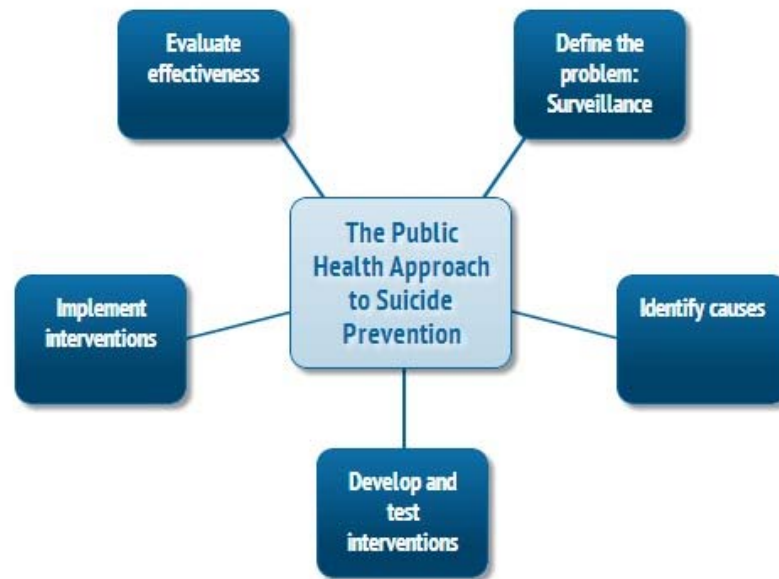 Evaluate
effectiveness
Define the
problem:
Surveillance
The Public
Health Approach
to Suicide
Prevention
Implement
interventions
Identify causes
Develop and
test
interventions